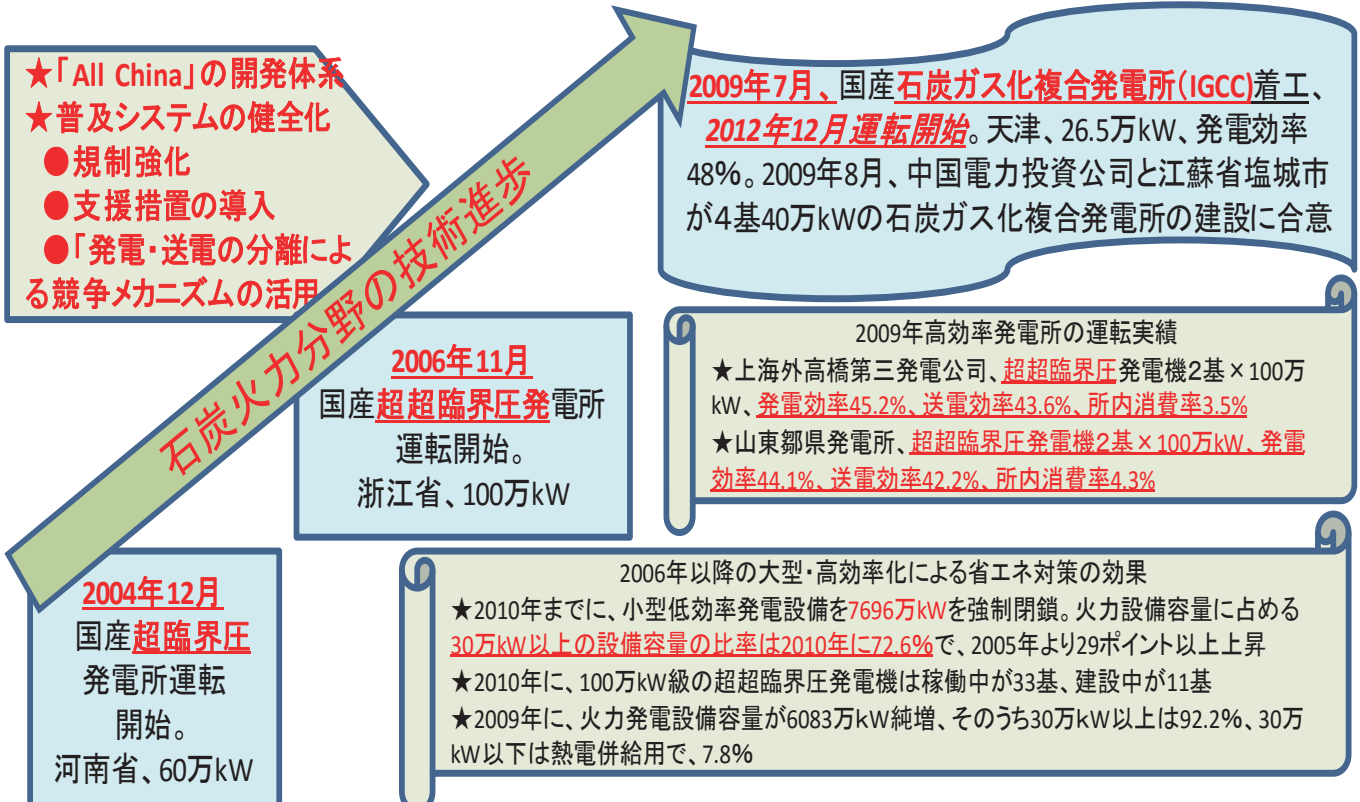 ★「All China」の開発体系
★普及システムの健全化
●規制強化
●支援措置の導入
●「発電・送電の分離によ
る競争メカニズムの活用
石炭火力分野の技術進歩
2009年7月、国産石炭ガス化複合発電所(IGCC)着工、
2012年12月運転開始。天津、26.5万kW、発電効率
48%。2009年8月、中国電力投資公司と江蘇省塩城市
が4基40万kWの石炭ガス化複合発電所の建設に合意
2009年高効率発電所の運転実績
★上海外高橋第三発電公司、超超臨界圧発電機2基×100万
kW、発電効率45.2%、送電効率43.6%、所内消費率3.5%
★山東鄒県発電所、超超臨界圧発電機2基×100万kW、発電
効率44.1%、送電効率42.2%、所内消費率4.3%
2006年11月
国産超超臨界圧発電所
運転開始。
浙江省、100万kW
2004年12月
国産超臨界圧
発電所運転
開始。
河南省、60万kW
2006年以降の大型・高効率化による省エネ対策の効果
★2010年までに、小型低効率発電設備を7696万kWを強制閉鎖。火力設備容量に占める
30万kW以上の設備容量の比率は2010年に72.6%で、2005年より29ポイント以上上昇
★2010年に、100万kW級の超超臨界圧発電機は稼働中が33基、建設中が11基
★2009年に、火力発電設備容量が6083万kW純増、そのうち30万kW以上は92.2%、30万
kW以下は熱電併給用で、7.8%